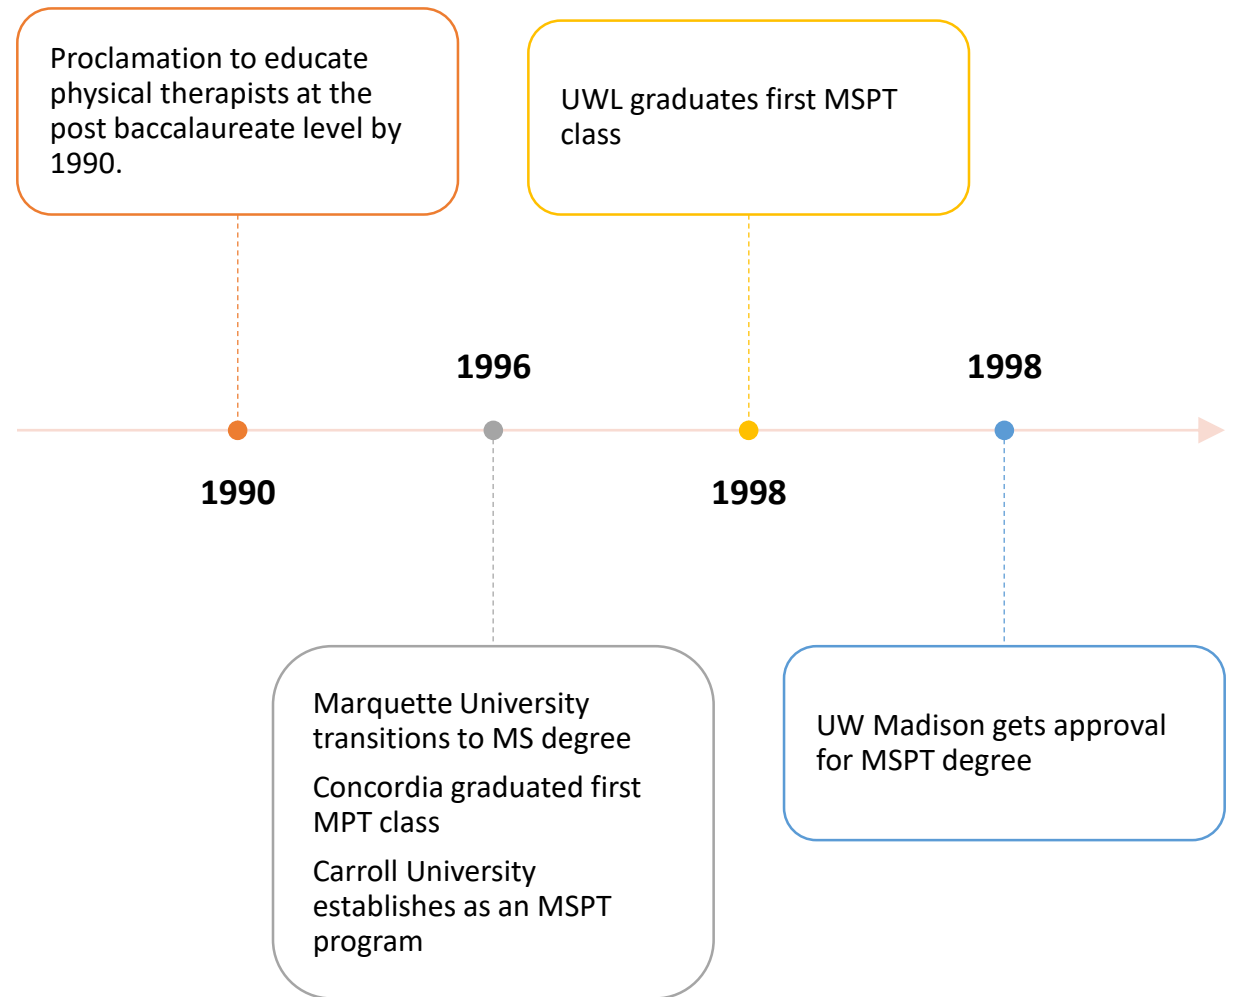 Proclamation to educate
physical therapists at the
post baccalaureate level by
1990.
UWL graduates first MSPT
class
1996
1998
1990
1998
Marquette University
transitions to MS degree
Concordia graduated first
MPT class
Carroll University
establishes as an MSPT
program
UW Madison gets approval
for MSPT degree